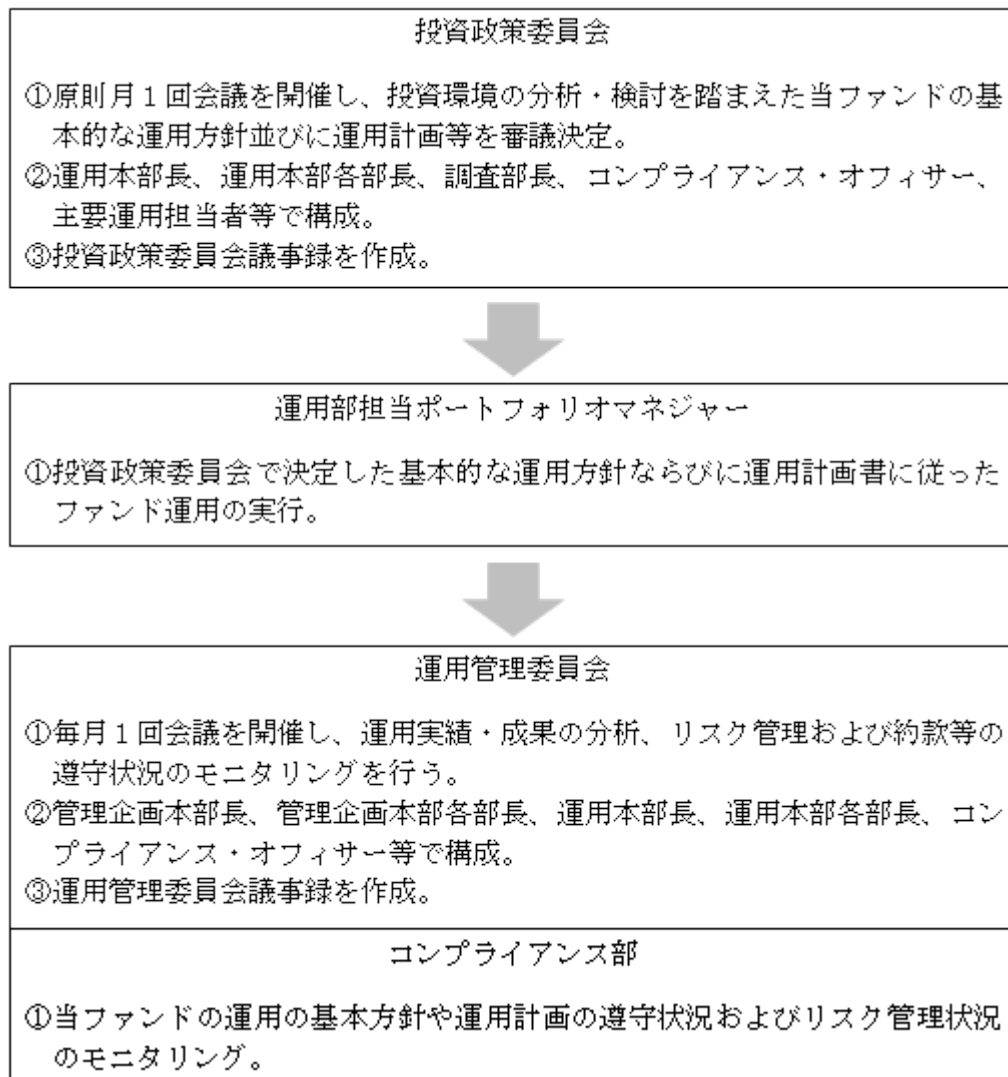 投資政策委員会
①原則月１回会議を開催し、投資環境の分析・検討を踏まえた当ファンドの基
本的な運用方針並びに運用計画等を審議決定。
②運用本部長、運用本部各部長、調査部長、コンプライアンス・オフィサー、
主要運用担当者等で構成。
③投資政策委員会議事録を作成。
運用部担当ポートフォリオマネジャー
①投資政策委員会で決定した基本的な運用方針ならびに運用計画書に従った
ファンド運用の実行。
運用管理委員会
①毎月１回会議を開催し、運用実績・成果の分析、リスク管理および約款等の
遵守状況のモニタリングを行う。
②管理企画本部長、管理企画本部各部長、運用本部長、運用本部各部長、コン
プライアンス・オフィサー等で構成。
③運用管理委員会議事録を作成。
コンプライアンス部
①当ファンドの運用の基本方針や運用計画の遵守状況およびリスク管理状況
のモニタリング。